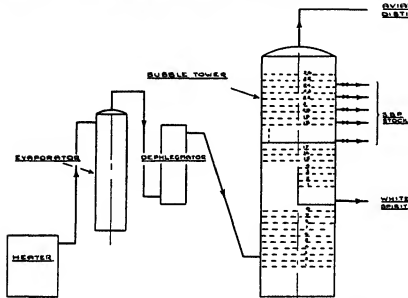 AVIA
DISTI
BUBBLE TOWER
S.B.P
STOCK
EVAPORATOR
DEPHLEGMATOR
WHITE
SPIRIT
HEATER